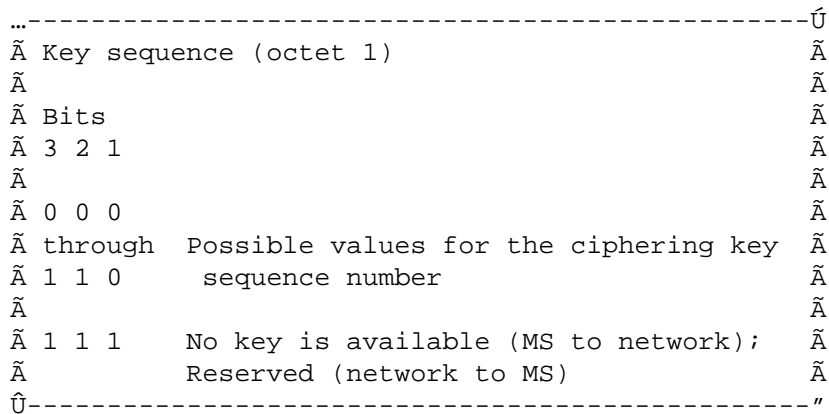 …-------------------------------------------------Ú
Ã Key sequence (octet 1)                          Ã
Ã                                                 Ã
Ã Bits                                            Ã
Ã 3 2 1                                           Ã
Ã                                                 Ã
Ã 0 0 0                                           Ã
Ã through  Possible values for the ciphering key  Ã
Ã 1 1 0     sequence number                       Ã
Ã                                                 Ã
Ã 1 1 1    No key is available (MS to network);   Ã
Ã          Reserved (network to MS)               Ã
Û-------------------------------------------------"